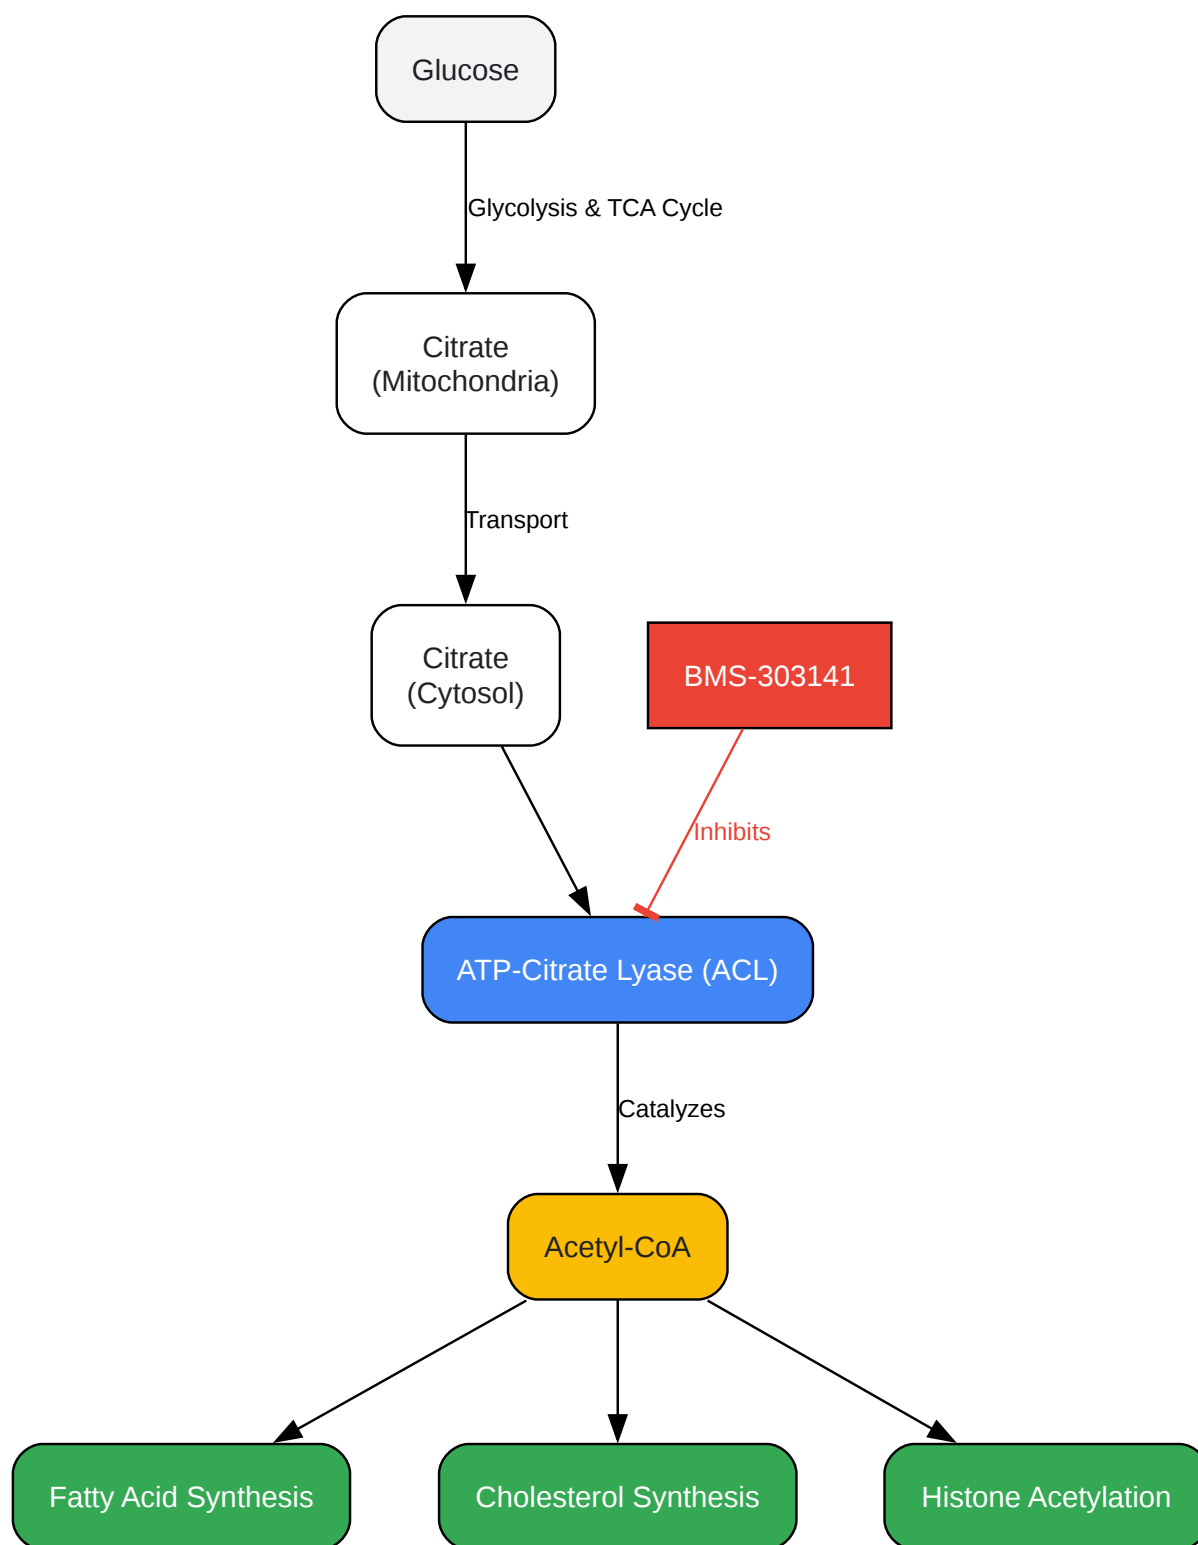 Glucose
Glycolysis & TCA Cycle
Citrate
(Mitochondria)
Transport
Citrate
(Cytosol)
BMS-303141
Inhibits
ATP-Citrate Lyase (ACL)
Catalyzes
Acetyl-CoA
Fatty Acid Synthesis
Cholesterol Synthesis
Histone Acetylation